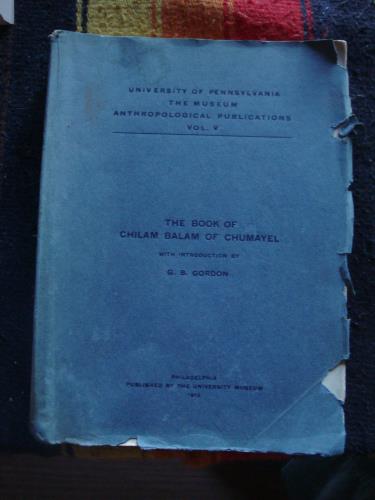 UNIVERSITY OF PENNSYLVANIA
THE MUSEUM
ANTHROPOLOGICAL PUBLICATIONS
VOL. V
THE BOOK OF
CHILAM BALAM OF CHUMAYEL
WITH INTRODUCTION BY
G. B. GORDON
PHILADELPHIA
PUBLISHED BY THE UNIVERSITY MUSEUM
1913